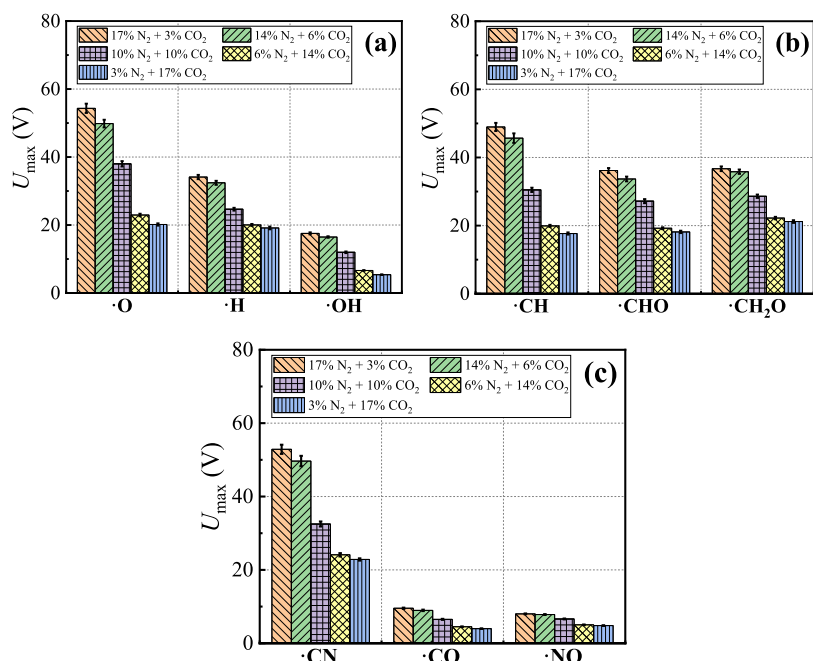 80
60
40
20
0
U_max (V)
17% N₂ + 3% CO₂ 14% N₂ + 6% CO₂
10% N₂ + 10% CO₂ 6% N₂ + 14% CO₂
3% N₂ + 17% CO₂
(a)
·O ·H ·OH
80
60
40
20
0
U_max (V)
17% N₂ + 3% CO₂ 14% N₂ + 6% CO₂
10% N₂ + 10% CO₂ 6% N₂ + 14% CO₂
3% N₂ + 17% CO₂
(b)
·CH ·CHO ·CH₂O
80
60
40
20
0
U_max (V)
17% N₂ + 3% CO₂ 14% N₂ + 6% CO₂
10% N₂ + 10% CO₂ 6% N₂ + 14% CO₂
3% N₂ + 17% CO₂
(c)
·CN ·CO ·NO